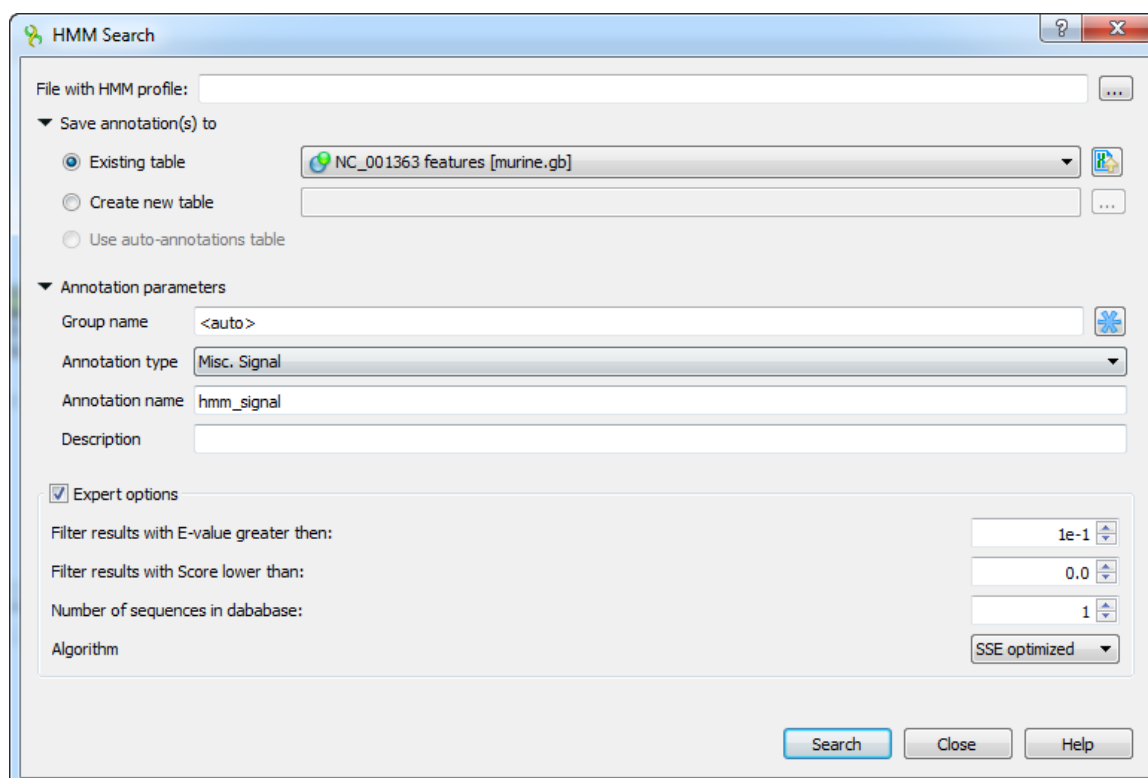 HMM Search
File with HMM profile:
...
Save annotation(s) to
Existing table NC_001363 features [murine.gb]
Create new table ...
Use auto-annotations table
Annotation parameters
Group name <auto>
Annotation type Misc. Signal
Annotation name hmm_signal
Description
Expert options
Filter results with E-value greater then: 1e-1
Filter results with Score lower than: 0.0
Number of sequences in dababase: 1
Algorithm SSE optimized
Search Close Help